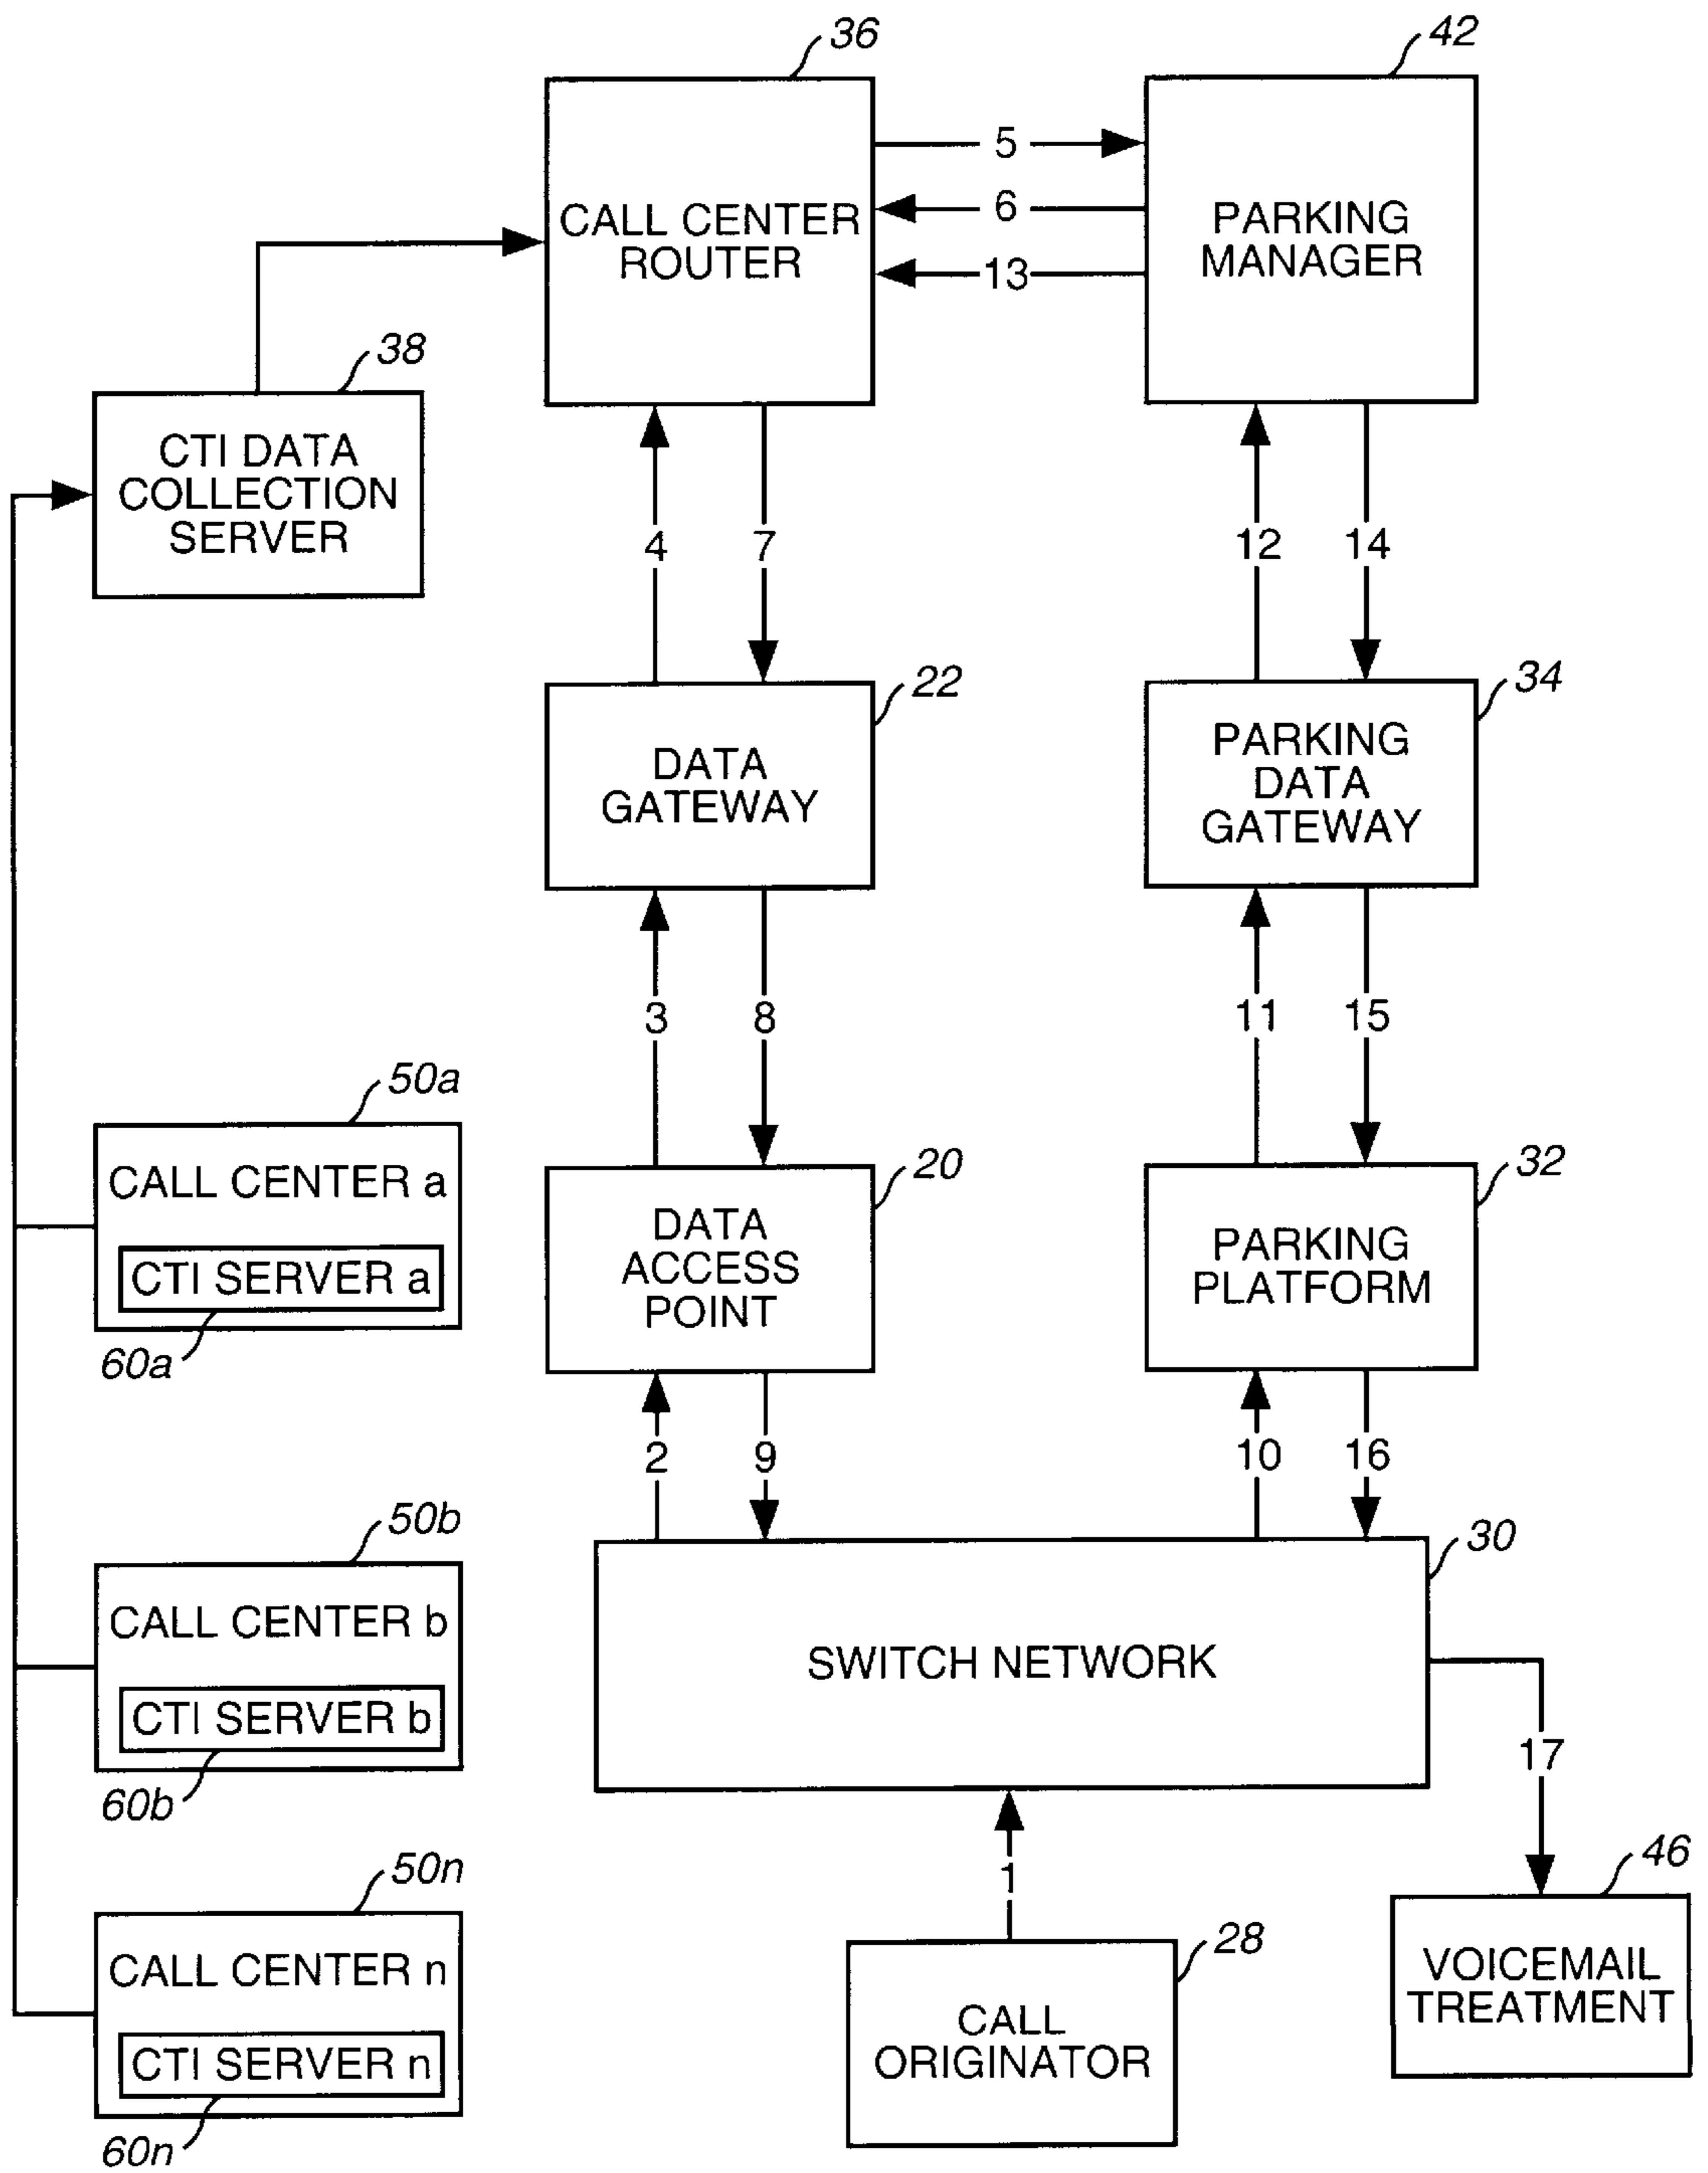 36
42
5
CALL CENTER
ROUTER
6
PARKING
MANAGER
13
38
CTI DATA
COLLECTION
SERVER
4
7
12
14
22
34
DATA
GATEWAY
PARKING
DATA
GATEWAY
3
8
11
15
50a
CALL CENTER a
CTI SERVER a
60a
20
32
DATA
ACCESS
POINT
PARKING
PLATFORM
2
9
10
16
50b
CALL CENTER b
CTI SERVER b
60b
30
SWITCH NETWORK
17
1
46
50n
CALL CENTER n
CTI SERVER n
60n
28
CALL
ORIGINATOR
VOICEMAIL
TREATMENT